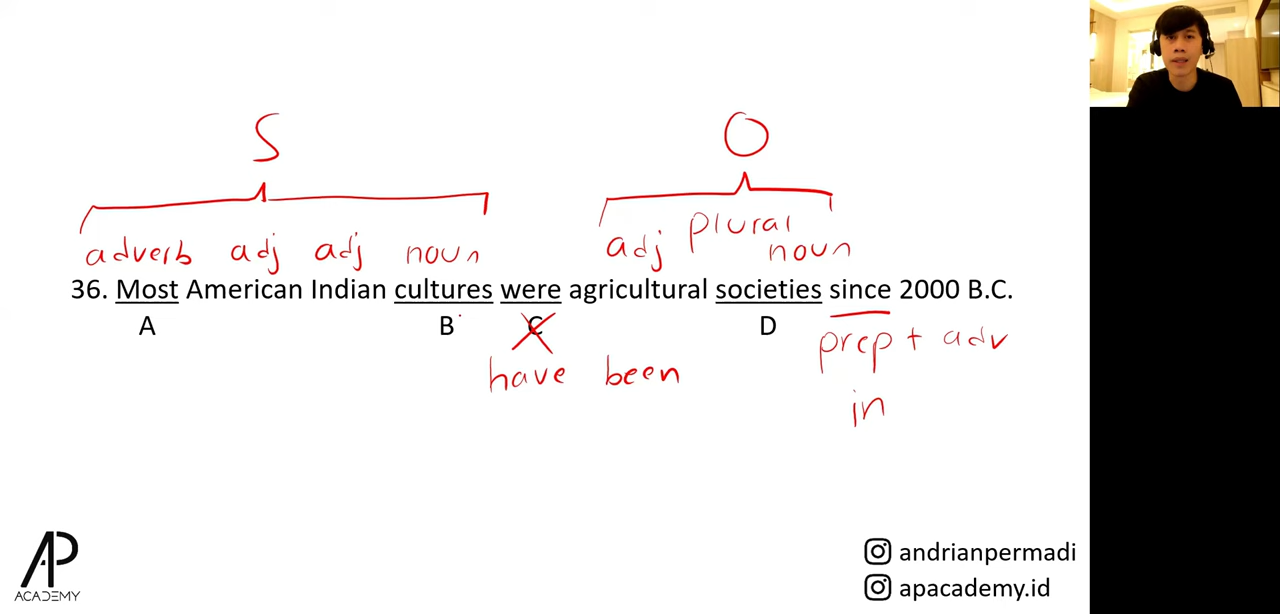 S O
adverb adj adj noun adj plural noun
36. Most American Indian cultures were agricultural societies since 2000 B.C.
A B C D prep + adv
have been
in
AP
ACADEMY
andrianpermadi
apacademy.id